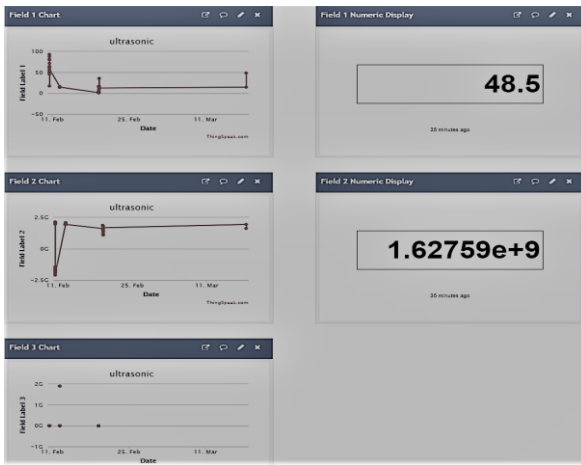 Field 1 Chart
ultrasonic
100
50
0
-50
Field Label 1
11. Feb 25. Feb 11. Mar
Date
ThingSpeak.com
Field 1 Numeric Display
48.5
35 minutes ago
Field 2 Chart
ultrasonic
2.5G
0G
-2.5G
Field Label 2
11. Feb 25. Feb 11. Mar
Date
ThingSpeak.com
Field 2 Numeric Display
1.62759e+9
35 minutes ago
Field 3 Chart
ultrasonic
2G
1G
0G
-1G
Field Label 3
11. Feb 25. Feb 11. Mar
Date